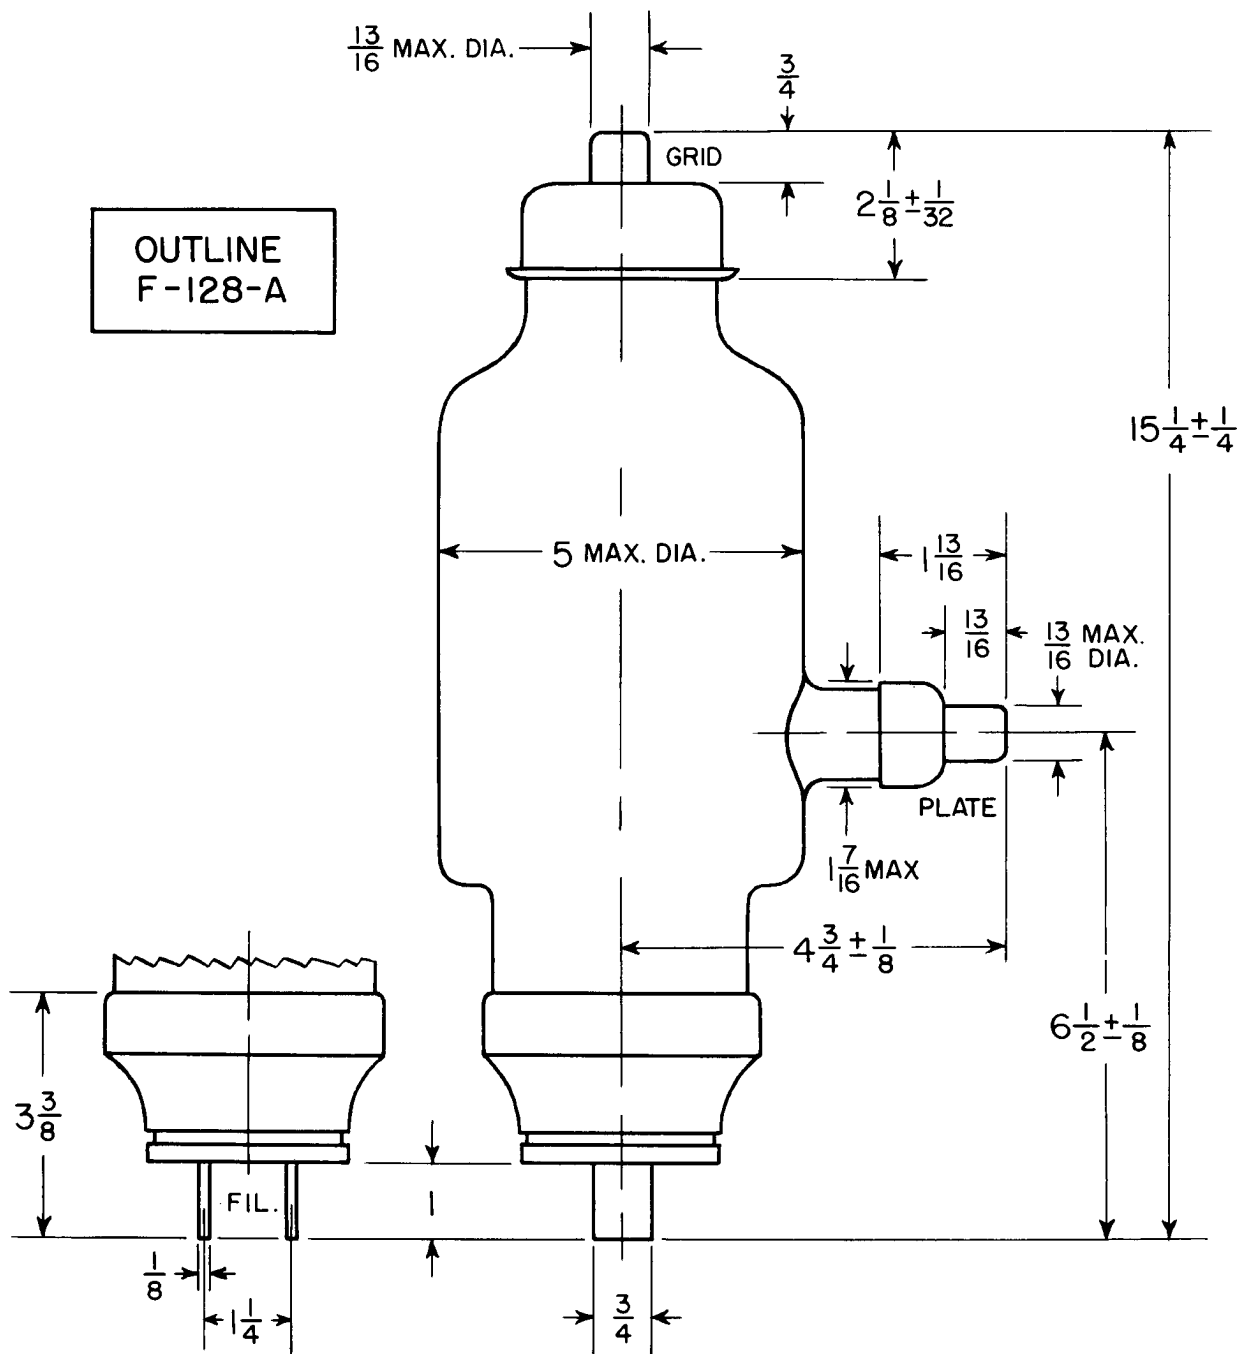 13/16 MAX. DIA.
3/4
GRID
2 1/8 ± 1/32
OUTLINE
F-128-A
15 1/4 ± 1/4
5 MAX. DIA.
1 13/16
13/16
13/16 MAX.
DIA.
PLATE
1 7/16 MAX
4 3/4 ± 1/8
6 1/2 ± 1/8
3 3/8
FIL.
1
1/8
1 1/4
3/4